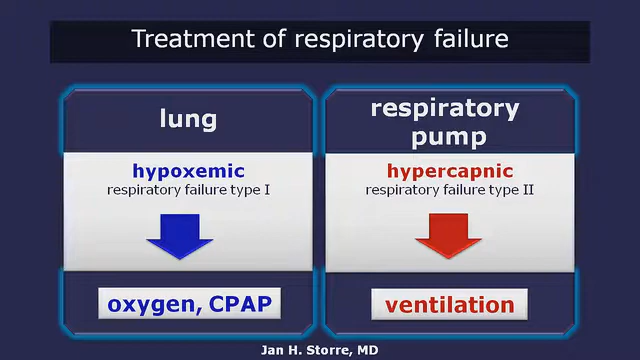 Treatment of respiratory failure
lung
hypoxemic
respiratory failure type I
oxygen, CPAP
respiratory
pump
hypercapnic
respiratory failure type II
ventilation
Jan H. Storre, MD